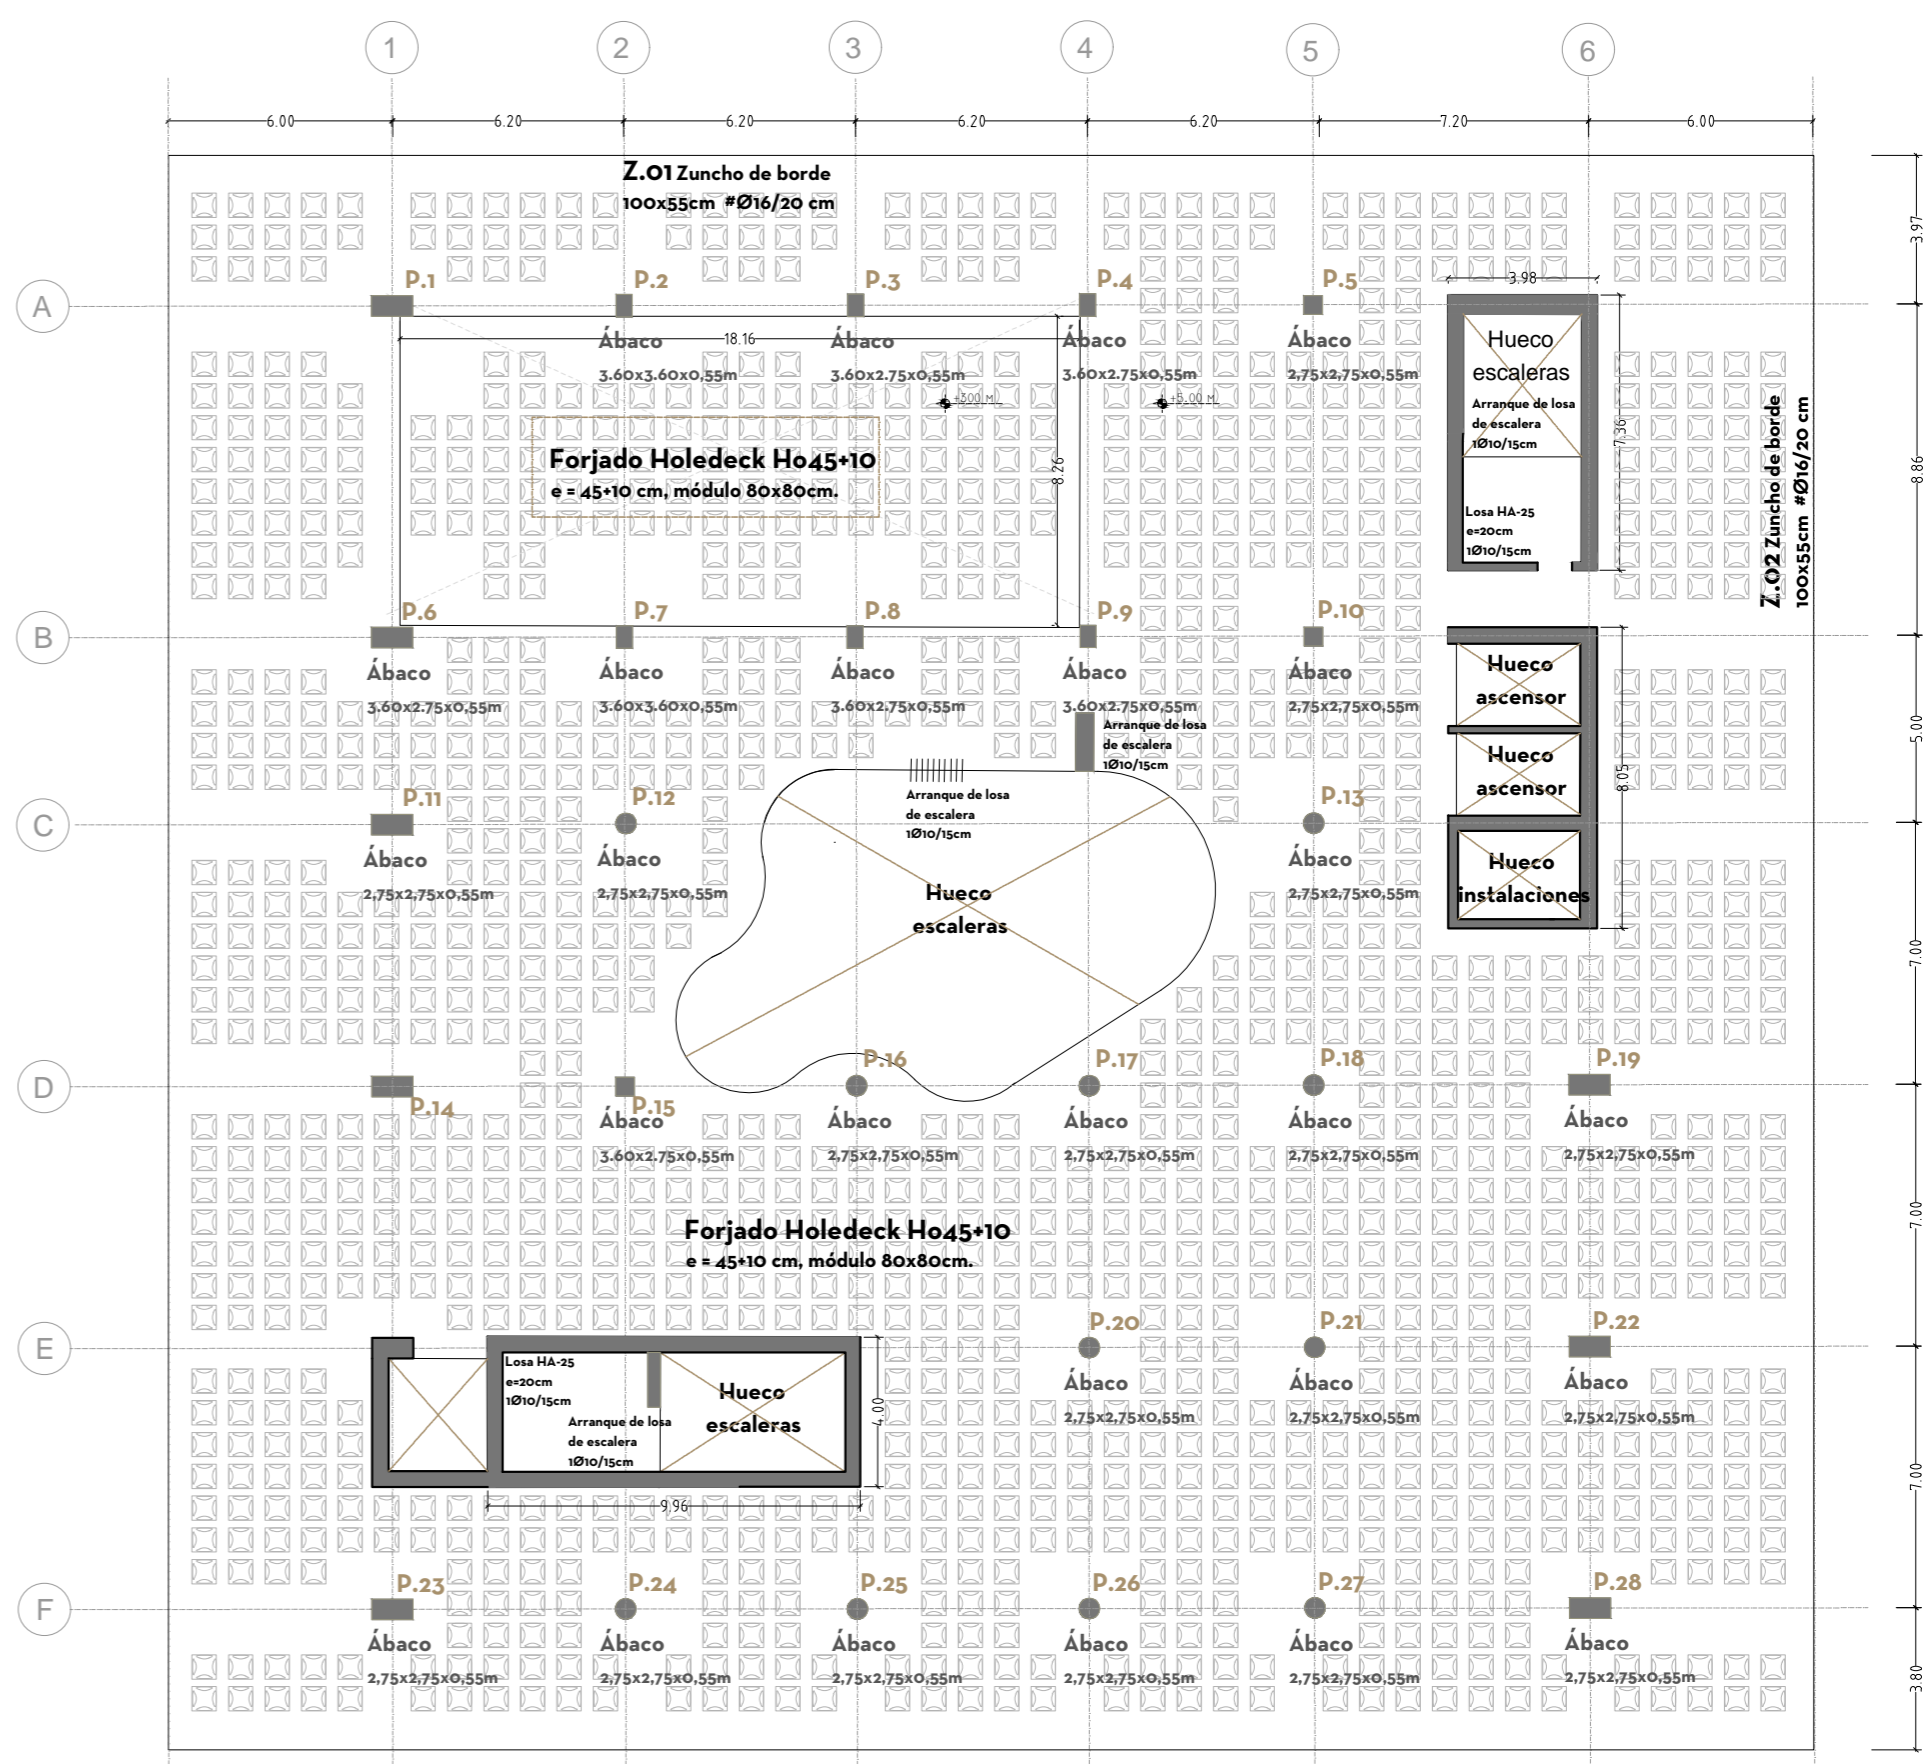 1 2 3 4 5 6
6.00 6.20 6.20 6.20 6.20 7.20 6.00
Z.01 Zuncho de borde
100x55cm #Ø16/20 cm
3.97
A
P.1 P.2 P.3 P.4 P.5
3.98
Ábaco Ábaco Ábaco Ábaco
18.16
3.60x3.60x0,55m 3.60x2.75x0,55m 3.60x2.75x0,55m 2,75x2,75x0,55m
+300 M. +5.00 M.
Hueco
escaleras
Arranque de losa
de escalera
1Ø10/15cm
7.36
Losa HA-25
e=20cm
1Ø10/15cm
Z.02 Zuncho de borde
100x55cm #Ø16/20 cm
8.86
Forjado Holedeck Ho45+10
e = 45+10 cm, módulo 80x80cm.
8.26
B
P.6 P.7 P.8 P.9 P.10
Ábaco Ábaco Ábaco Ábaco Ábaco
3.60x2.75x0,55m 3.60x3.60x0,55m 3.60x2.75x0,55m 3.60x2.75x0,55m 2,75x2,75x0,55m
Arranque de losa
de escalera
1Ø10/15cm
Hueco
ascensor
Hueco
ascensor
8.05
5.00
Hueco
instalaciones
Arranque de losa
de escalera
1Ø10/15cm
C
P.11 P.12 P.13
Ábaco Ábaco Ábaco
2,75x2,75x0,55m 2,75x2,75x0,55m 2,75x2,75x0,55m
Hueco
escaleras
7.00
D
P.14 P.15 P.16 P.17 P.18 P.19
Ábaco Ábaco Ábaco Ábaco Ábaco
3.60x2.75x0,55m 2,75x2,75x0,55m 2,75x2,75x0,55m 2,75x2,75x0,55m 2,75x2,75x0,55m
7.00
Forjado Holedeck Ho45+10
e = 45+10 cm, módulo 80x80cm.
E
P.20 P.21 P.22
Ábaco Ábaco Ábaco
2,75x2,75x0,55m 2,75x2,75x0,55m 2,75x2,75x0,55m
Losa HA-25
e=20cm
1Ø10/15cm
Arranque de losa
de escalera
1Ø10/15cm
Hueco
escaleras
4.00
9.96
7.00
F
P.23 P.24 P.25 P.26 P.27 P.28
Ábaco Ábaco Ábaco Ábaco Ábaco Ábaco
2,75x2,75x0,55m 2,75x2,75x0,55m 2,75x2,75x0,55m 2,75x2,75x0,55m 2,75x2,75x0,55m 2,75x2,75x0,55m
3.80